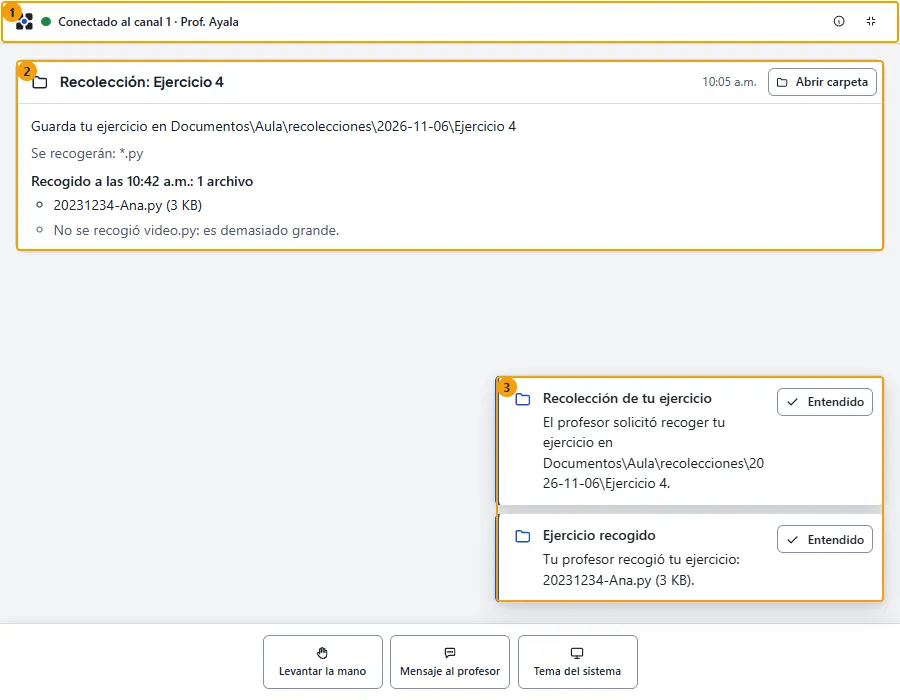 1
Conectado al canal 1 · Prof. Ayala
2
Recolección: Ejercicio 4
10:05 a.m.
Abrir carpeta
Guarda tu ejercicio en Documentos\Aula\recolecciones\2026-11-06\Ejercicio 4
Se recogerán: *.py
Recogido a las 10:42 a.m.: 1 archivo
20231234-Ana.py (3 KB)
No se recogió video.py: es demasiado grande.
3
Recolección de tu ejercicio
Entendido
El profesor solicitó recoger tu
ejercicio en
Documentos\Aula\recolecciones\20
26-11-06\Ejercicio 4.
Ejercicio recogido
Entendido
Tu profesor recogió tu ejercicio:
20231234-Ana.py (3 KB).
Levantar la mano
Mensaje al profesor
Tema del sistema